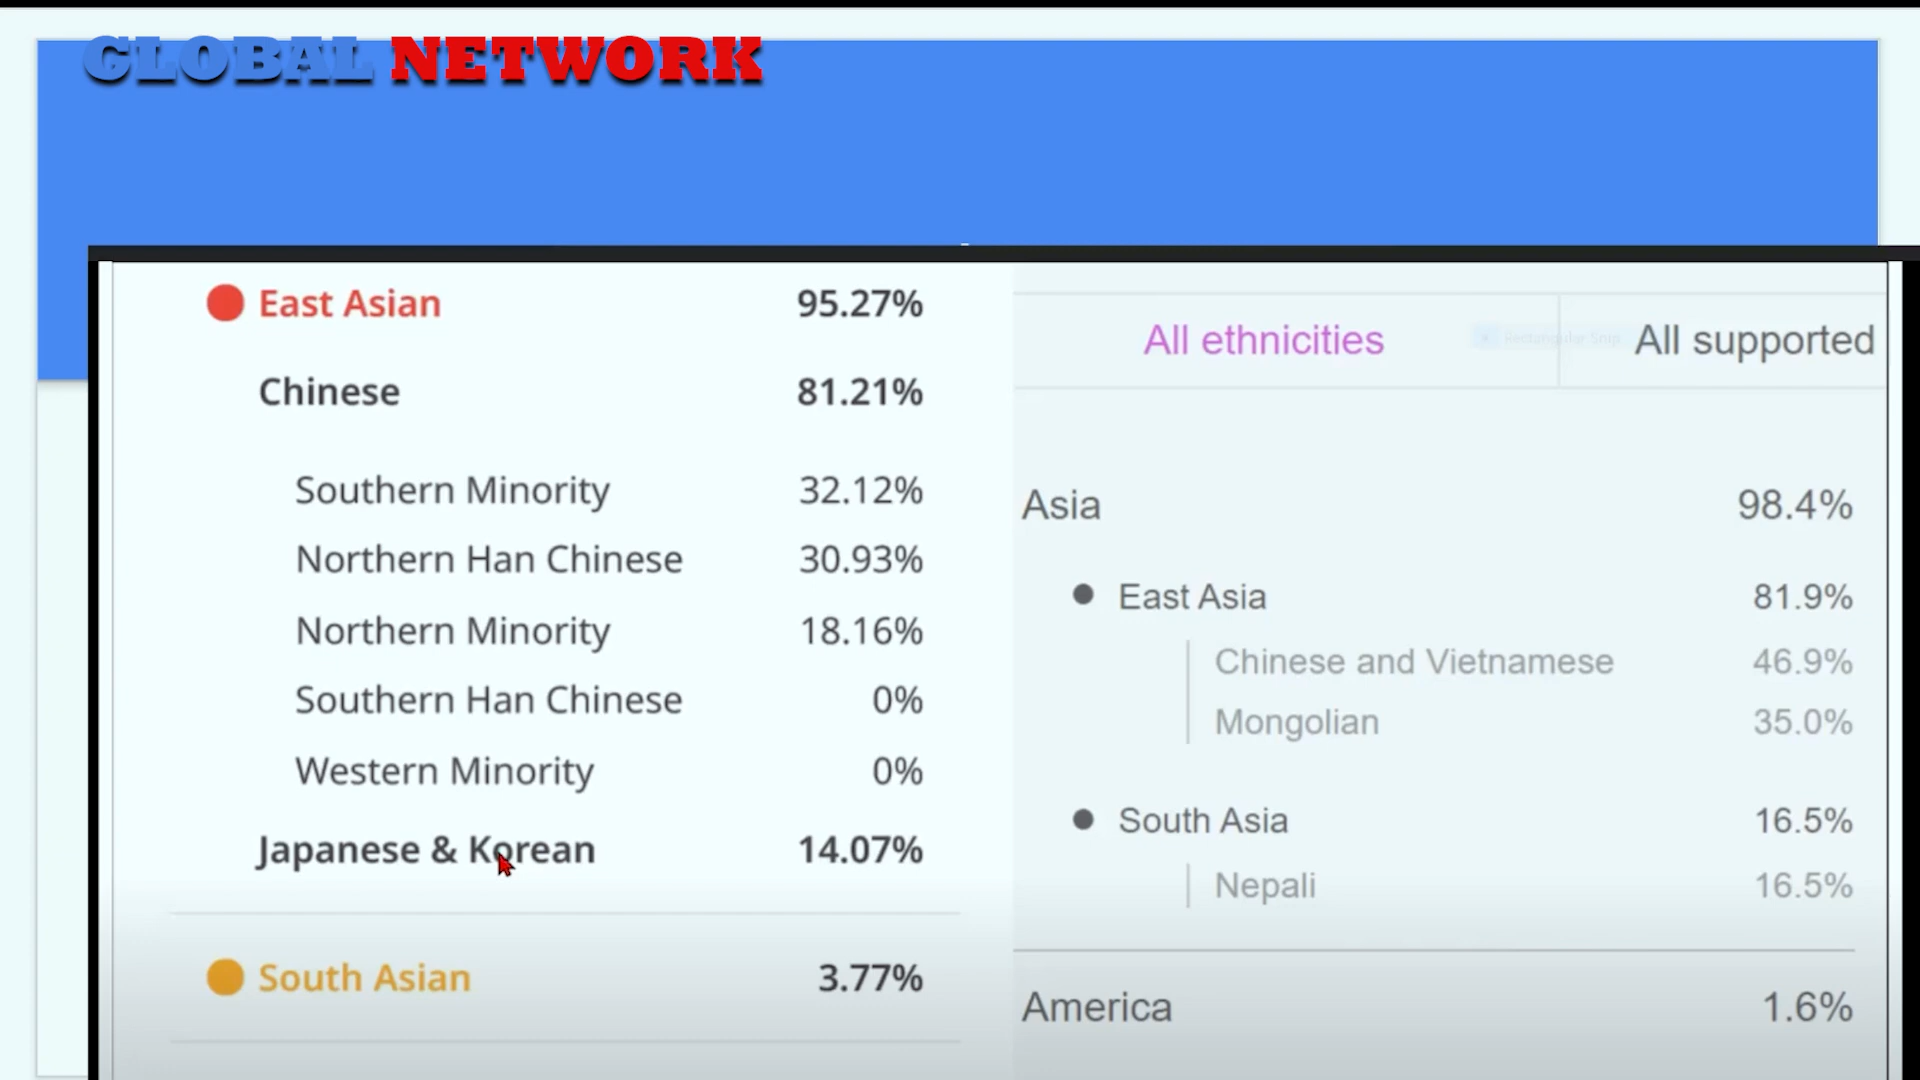 GLOBAL NETWORK
East Asian 95.27%
Chinese 81.21%
Southern Minority 32.12%
Northern Han Chinese 30.93%
Northern Minority 18.16%
Southern Han Chinese 0%
Western Minority 0%
Japanese & Korean 14.07%
South Asian 3.77%
All ethnicities All supported
Rectangular Snip
Asia 98.4%
East Asia 81.9%
Chinese and Vietnamese 46.9%
Mongolian 35.0%
South Asia 16.5%
Nepali 16.5%
America 1.6%